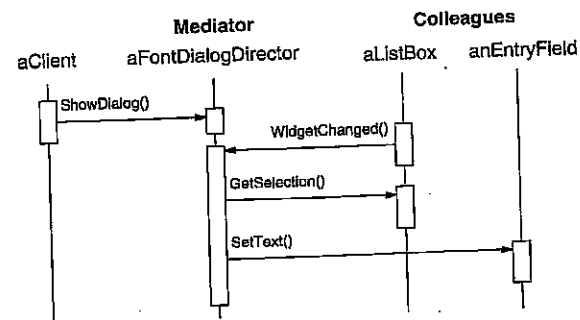 Mediator
Colleagues
aClient
aFontDialogDirector
aListBox
anEntryField
ShowDialog()
WidgetChanged()
GetSelection()
SetText()